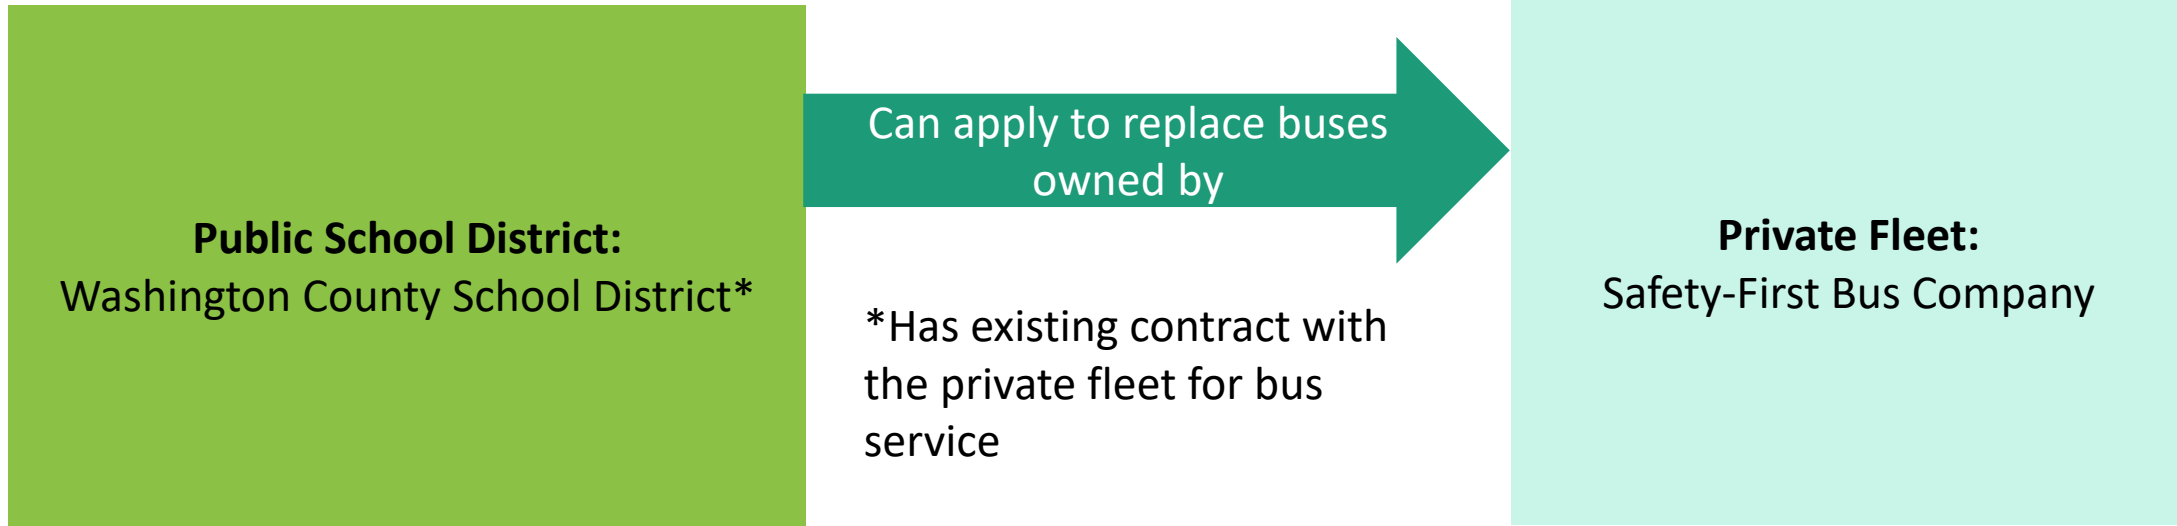 Public School District:
Washington County School District*
Can apply to replace buses
owned by
*Has existing contract with
the private fleet for bus
service
Private Fleet:
Safety-First Bus Company